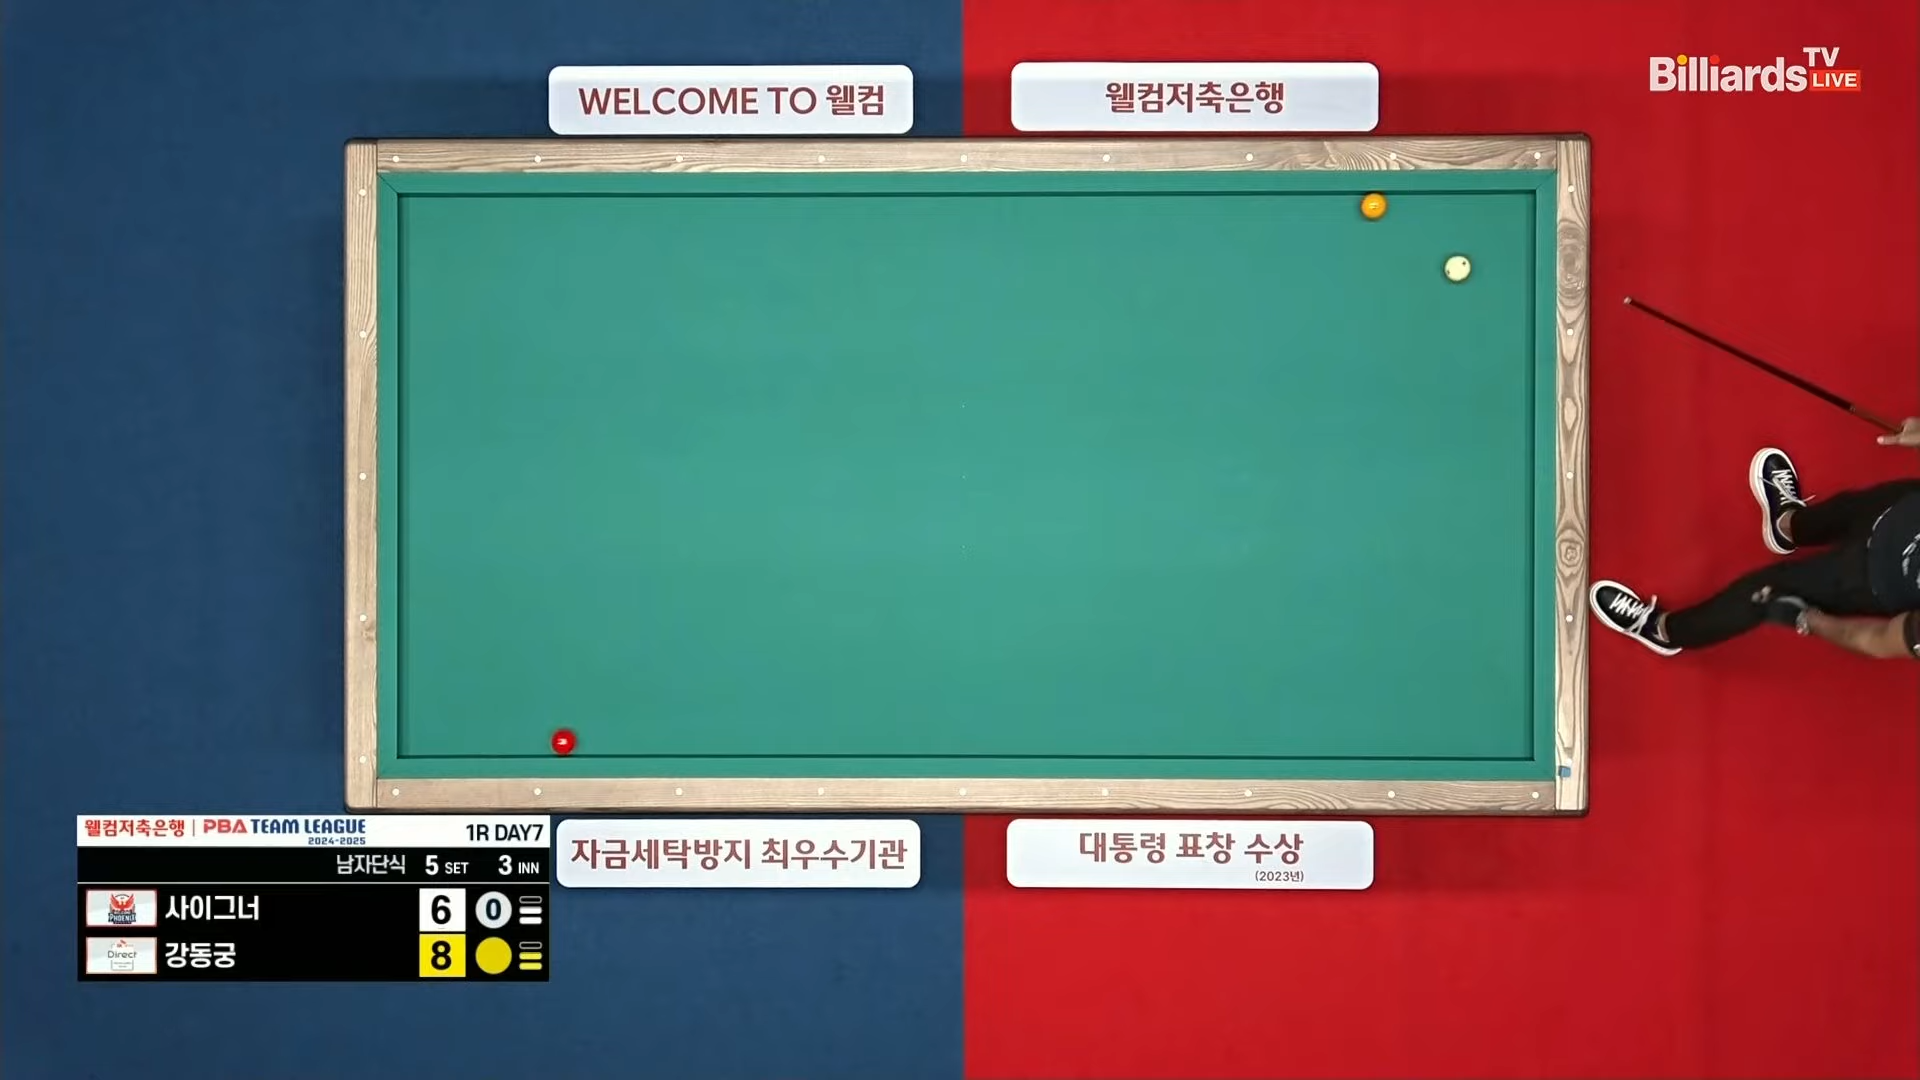 WELCOME TO 웰컴
웰컴저축은행
Billiards TV LIVE
웰컴저축은행 | PBA TEAM LEAGUE 2024-2025 1R DAY7
남자단식 5 SET 3 INN
PHOENIX 사이그너 6 0
Direct 강동궁 8
자금세탁방지 최우수기관
대통령 표창 수상
(2023년)